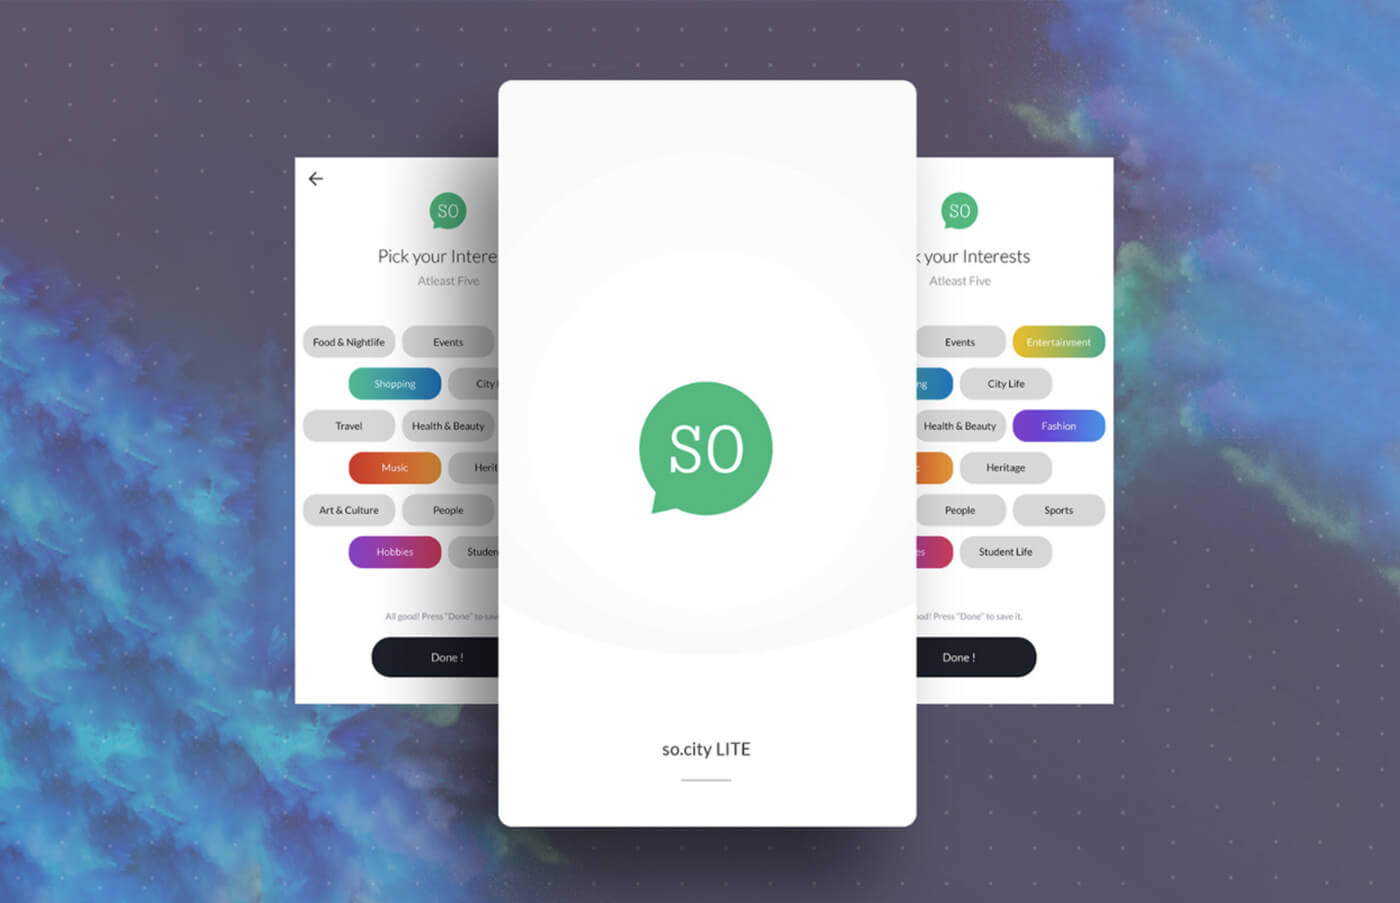 SO
Pick your Intere
Atleast Five
Food & Nightlife
Events
Shopping
City
Travel
Health & Beauty
Music
Herit
Art & Culture
People
Hobbies
Studen
All good! Press "Done" to sav
Done !
SO
so.city LITE
SO
k your Interests
Atleast Five
Events
Entertainment
ng
City Life
Health & Beauty
Fashion
c
Heritage
People
Sports
es
Student Life
ood! Press "Done" to save it.
Done !